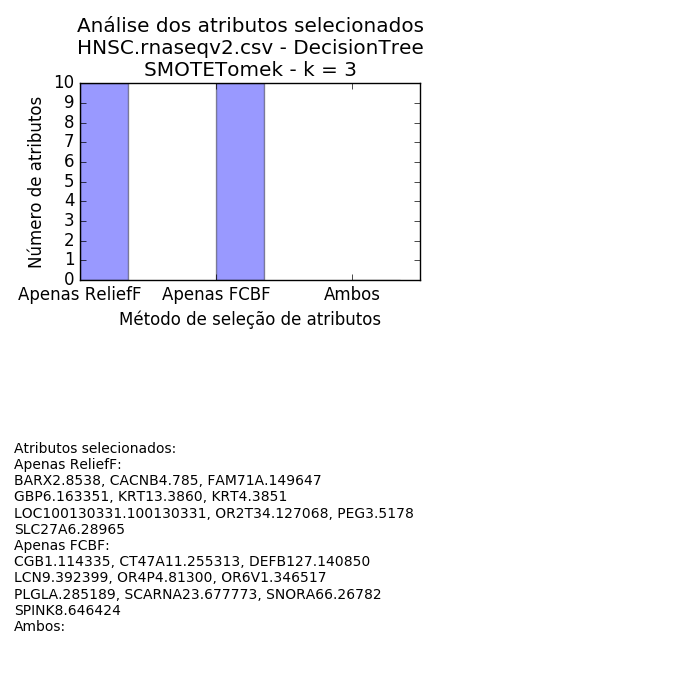 Análise dos atributos selecionados
HNSC.rnaseqv2.csv - DecisionTree
SMOTETomek - k = 3
Número de atributos
10
9
8
7
6
5
4
3
2
1
0
Apenas ReliefF Apenas FCBF Ambos
Método de seleção de atributos
Atributos selecionados:
Apenas ReliefF:
BARX2.8538, CACNB4.785, FAM71A.149647
GBP6.163351, KRT13.3860, KRT4.3851
LOC100130331.100130331, OR2T34.127068, PEG3.5178
SLC27A6.28965
Apenas FCBF:
CGB1.114335, CT47A11.255313, DEFB127.140850
LCN9.392399, OR4P4.81300, OR6V1.346517
PLGLA.285189, SCARNA23.677773, SNORA66.26782
SPINK8.646424
Ambos: